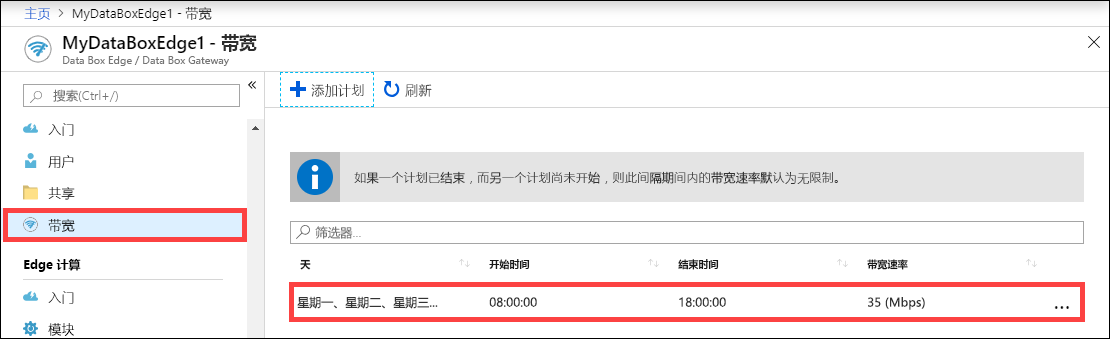 主页 > MyDataBoxEdge1 - 带宽
MyDataBoxEdge1 - 带宽
Data Box Edge / Data Box Gateway
搜索(Ctrl+/)
入门
用户
共享
带宽
Edge 计算
入门
模块
添加计划 刷新
如果一个计划已结束，而另一个计划尚未开始，则此间隔期间内的带宽速率默认为无限制。
筛选器...
天 开始时间 结束时间 带宽速率
星期一、星期二、星期三... 08:00:00 18:00:00 35 (Mbps) ...